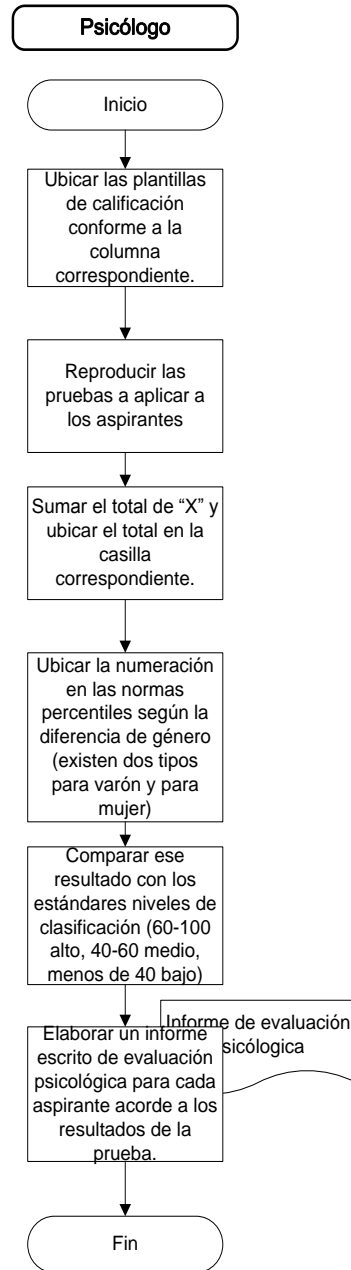 Psicólogo
Inicio
Ubicar las plantillas
de calificación
conforme a la
columna
correspondiente.
Reproducir las
pruebas a aplicar a
los aspirantes
Sumar el total de “X” y
ubicar el total en la
casilla
correspondiente.
Ubicar la numeración
en las normas
percentiles según la
diferencia de género
(existen dos tipos
para varón y para
mujer)
Comparar ese
resultado con los
estándares niveles de
clasificación (60-100
alto, 40-60 medio,
menos de 40 bajo)
Elaborar un informe
escrito de evaluación
psicológica para cada
aspirante acorde a los
resultados de la
prueba.
Informe de evaluación
sicólogica
Fin